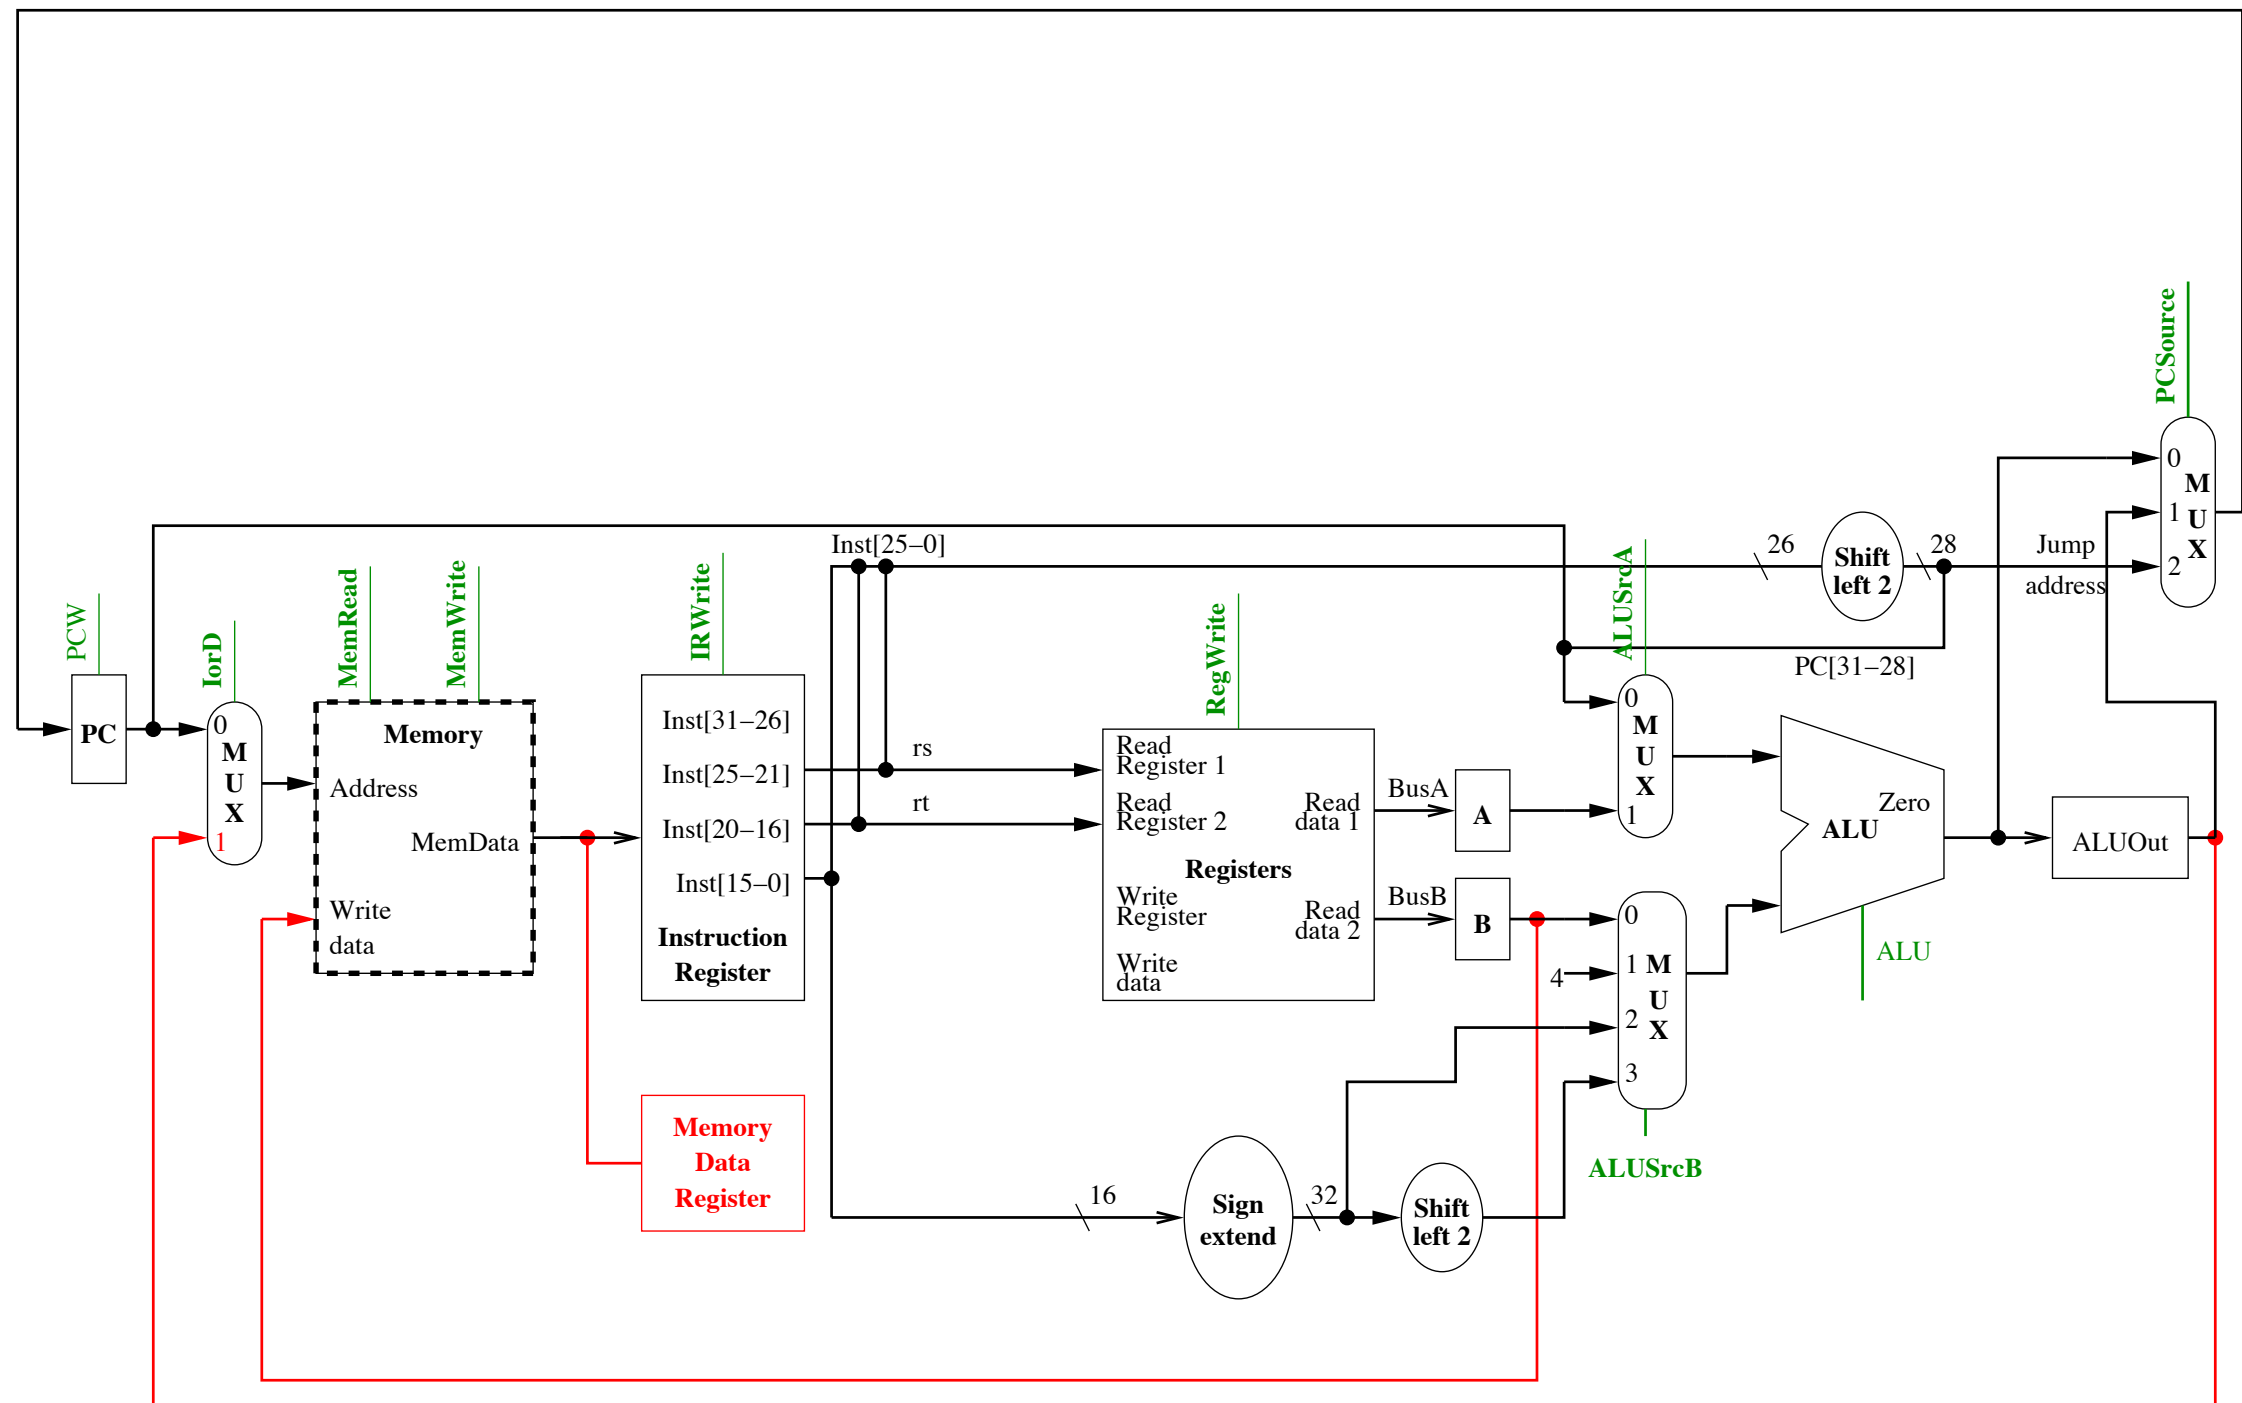 PCSource
0
M
1
U
X
2
Inst[25–0]
26
Shift
left 2
28
Jump
address
PCW
IorD
MemRead
MemWrite
IRWrite
RegWrite
ALUSrcA
PC[31–28]
PC
0
M
U
X
1
Memory
Address
MemData
Write
data
Inst[31–26]
Inst[25–21]
Inst[20–16]
Inst[15–0]
Instruction
Register
rs
rt
Read
Register 1
Read
Register 2
Read
data 1
Registers
Write
Register
Read
data 2
Write
data
BusA
A
BusB
B
0
M
U
X
1
0
4
1
M
U
2
X
3
ALUSrcB
Zero
ALU
ALU
ALUOut
Memory
Data
Register
16
Sign
extend
32
Shift
left 2